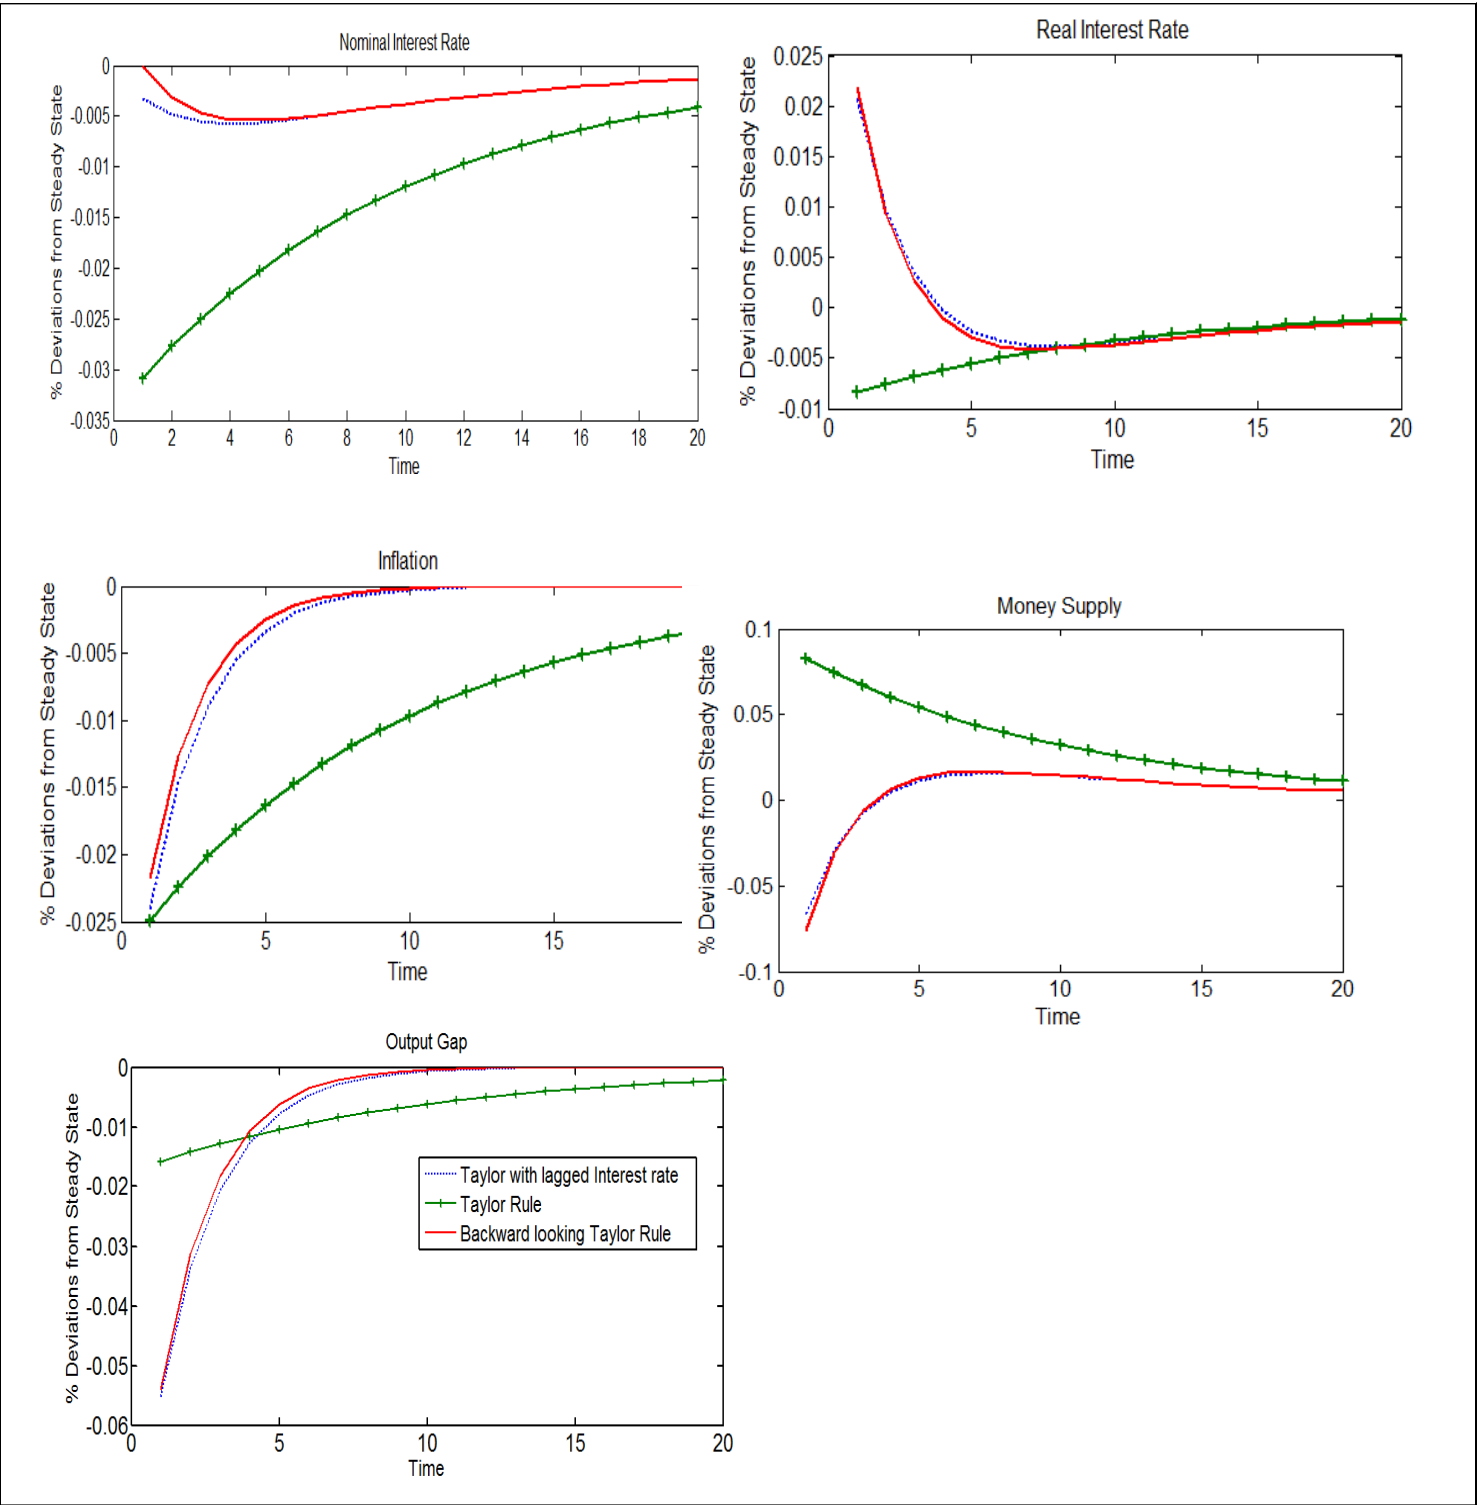 Nominal Interest Rate
% Deviations from Steady State
0
-0.005
-0.01
-0.015
-0.02
-0.025
-0.03
-0.035
0 2 4 6 8 10 12 14 16 18 20
Time
Real Interest Rate
% Deviations from Steady State
0.025
0.02
0.015
0.01
0.005
0
-0.005
-0.01
0 5 10 15 20
Time
Inflation
% Deviations from Steady State
0
-0.005
-0.01
-0.015
-0.02
-0.025
0 5 10 15
Time
Money Supply
% Deviations from Steady State
0.1
0.05
0
-0.05
-0.1
0 5 10 15 20
Time
Output Gap
% Deviations from Steady State
0
-0.01
-0.02
-0.03
-0.04
-0.05
-0.06
0 5 10 15 20
Time
Taylor with lagged Interest rate
Taylor Rule
Backward looking Taylor Rule